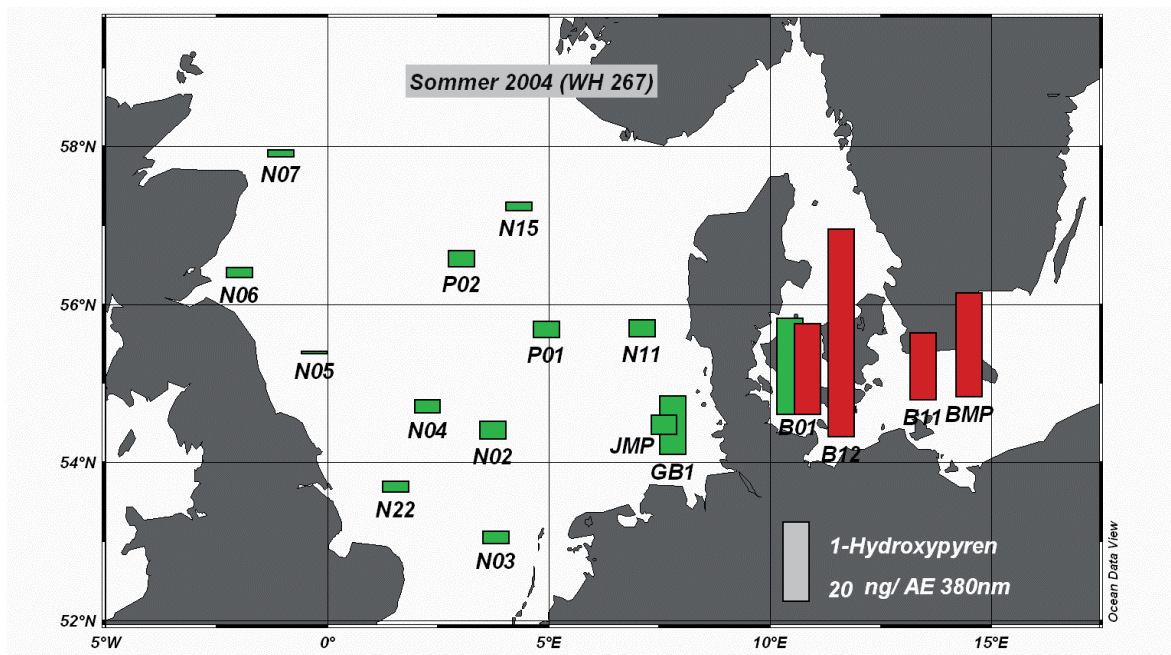 Sommer 2004 (WH 267)
58°N
N07
N15
P02
N06
56°N
P01
N11
N05
N04
N02
JMP
GB1
B01
B12
B11
BMP
54°N
N22
N03
1-Hydroxypyren
20 ng/ AE 380nm
52°N
5°W
0°
5°E
10°E
15°E
Ocean Data View